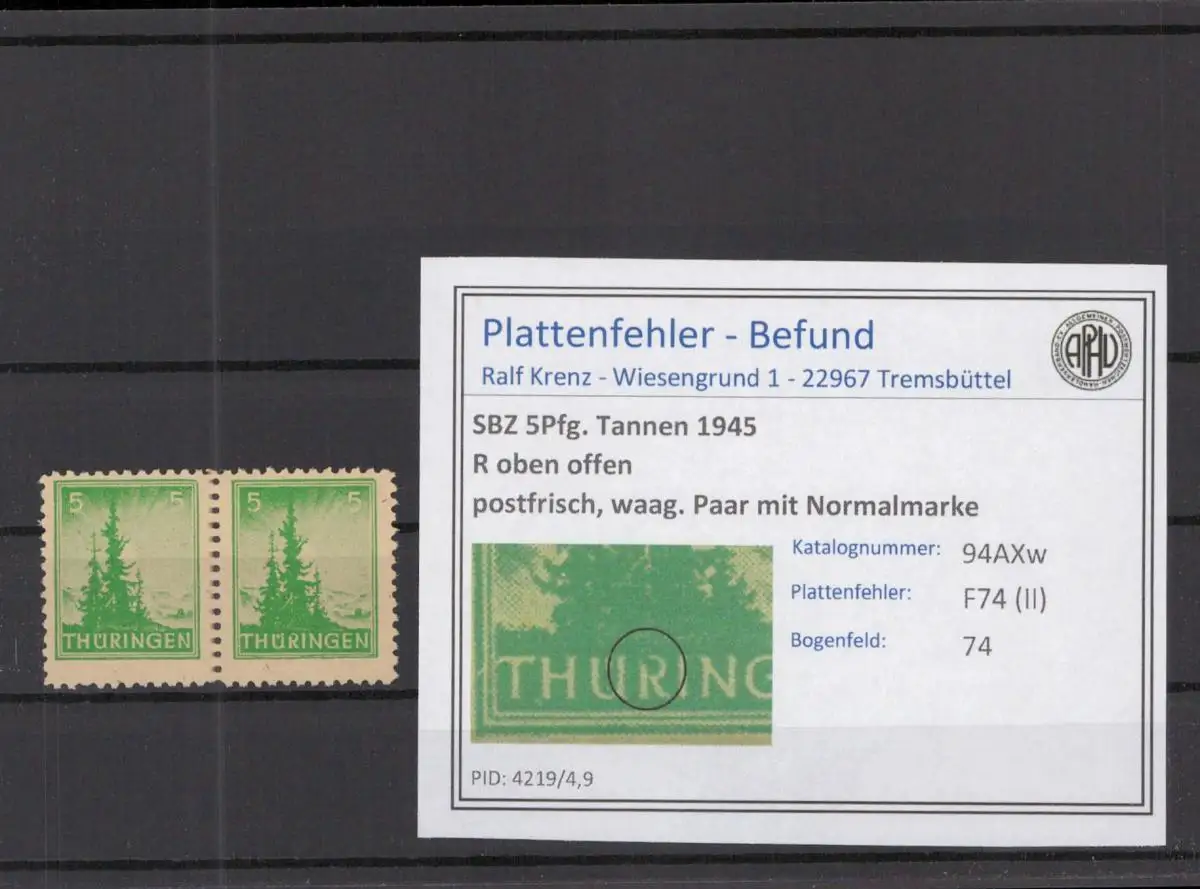 5 5
THÜRINGEN
5 5
THÜRINGEN
Plattenfehler - Befund
Ralf Krenz - Wiesengrund 1 - 22967 Tremsbüttel
APHV
SBZ 5Pfg. Tannen 1945
R oben offen
postfrisch, waag. Paar mit Normalmarke
THÜRING
Katalognummer: 94AXw
Plattenfehler: F74 (II)
Bogenfeld: 74
PID: 4219/4,9